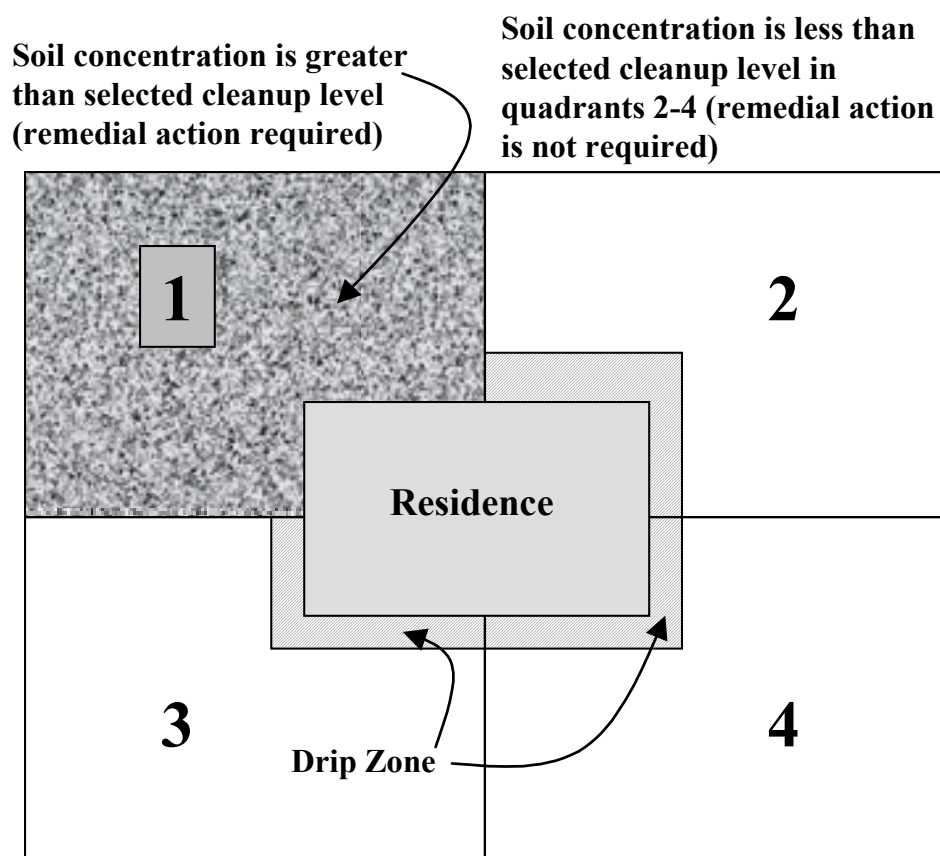 Soil concentration is greater
than selected cleanup level
(remedial action required)
Soil concentration is less than
selected cleanup level in
quadrants 2-4 (remedial action
is not required)
1
2
Residence
3
4
Drip Zone